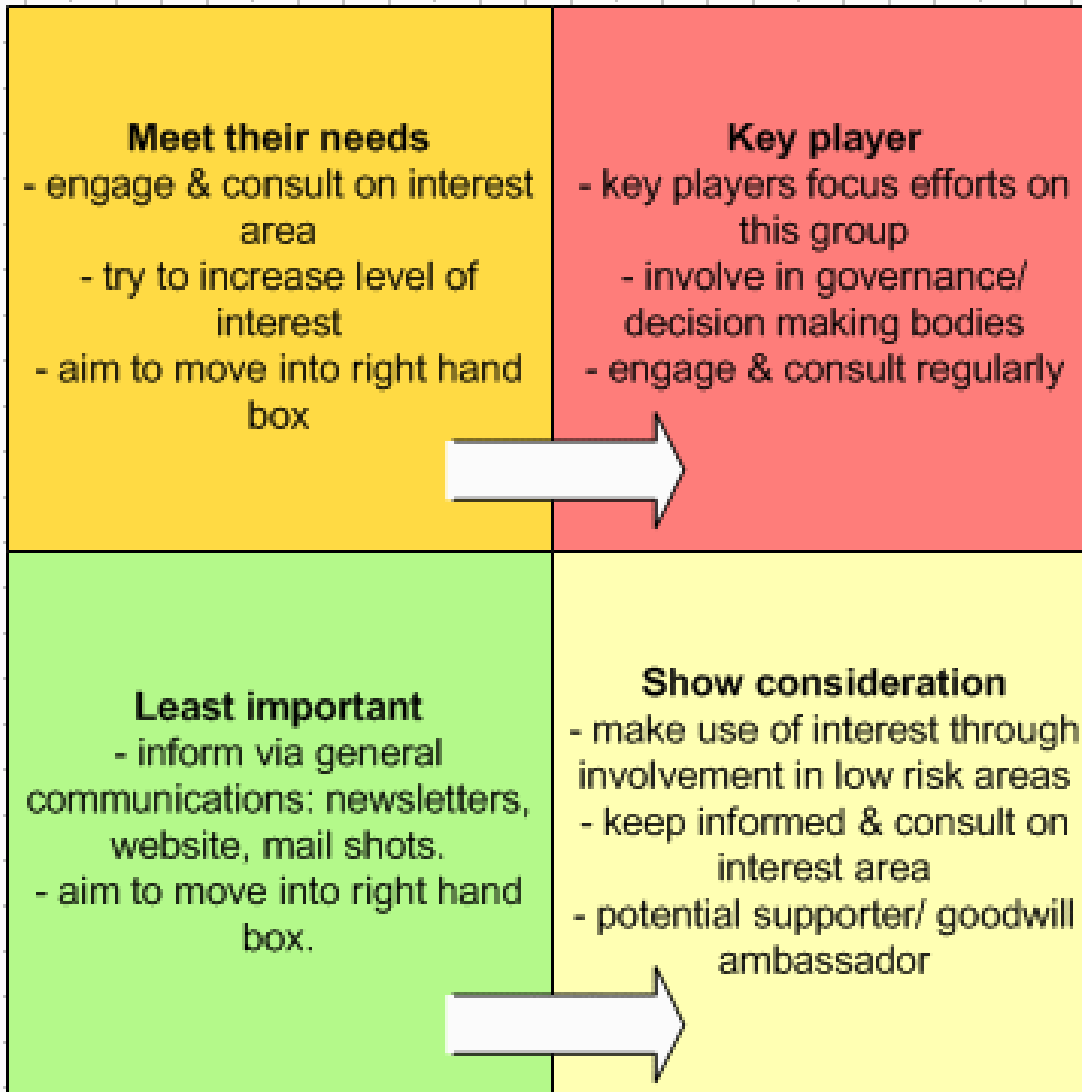 Meet their needs
- engage & consult on interest
area
- try to increase level of
interest
- aim to move into right hand
box
Key player
- key players focus efforts on
this group
- involve in governance/
decision making bodies
- engage & consult regularly
Least important
- inform via general
communications: newsletters,
website, mail shots.
- aim to move into right hand
box.
Show consideration
- make use of interest through
involvement in low risk areas
- keep informed & consult on
interest area
- potential supporter/ goodwill
ambassador